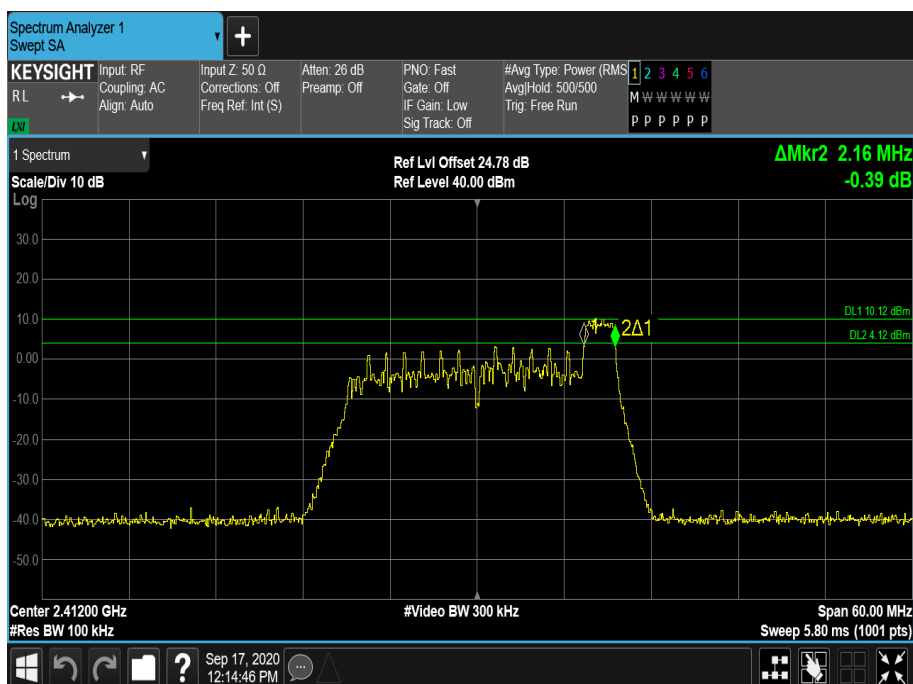 Spectrum Analyzer 1
Swept SA
+
KEYSIGHT Input: RF Input Z: 50 Ω Atten: 26 dB PNO: Fast #Avg Type: Power (RMS 1 2 3 4 5 6
R L Coupling: AC Corrections: Off Preamp: Off Gate: Off Avg|Hold: 500/500 M W W W W W
Align: Auto Freq Ref: Int (S) IF Gain: Low Trig: Free Run
LXI Sig Track: Off P P P P P P
1 Spectrum Ref Lvl Offset 24.78 dB ΔMkr2 2.16 MHz
Scale/Div 10 dB Ref Level 40.00 dBm -0.39 dB
Log
30.0
20.0
10.0 DL1 10.12 dBm
1 2Δ1 DL2 4.12 dBm
0.00
-10.0
-20.0
-30.0
-40.0
-50.0
Center 2.41200 GHz #Video BW 300 kHz Span 60.00 MHz
#Res BW 100 kHz Sweep 5.80 ms (1001 pts)
? Sep 17, 2020
12:14:46 PM